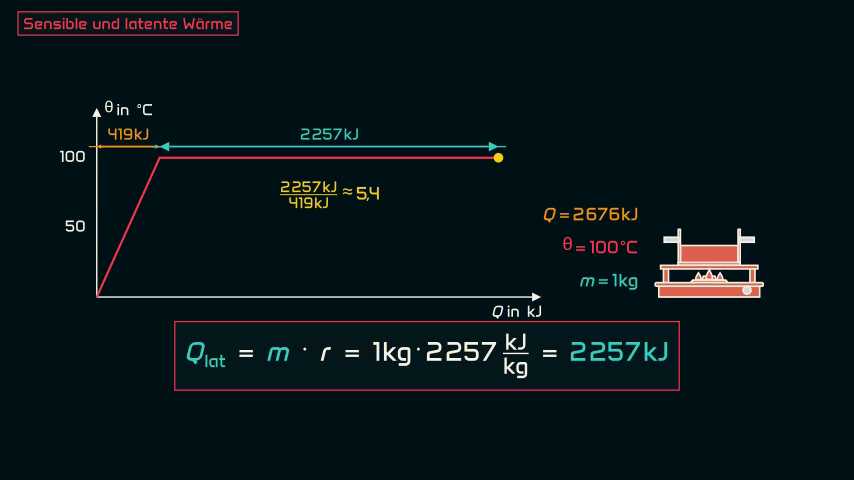 Sensible und latente Wärme
θ in °C
419kJ
2257kJ
100
2257kJ
419kJ
≈ 5,4
50
Q = 2676kJ
θ = 100°C
m = 1kg
Q in kJ
Q_lat = m · r = 1kg · 2257 kJ/kg = 2257kJ